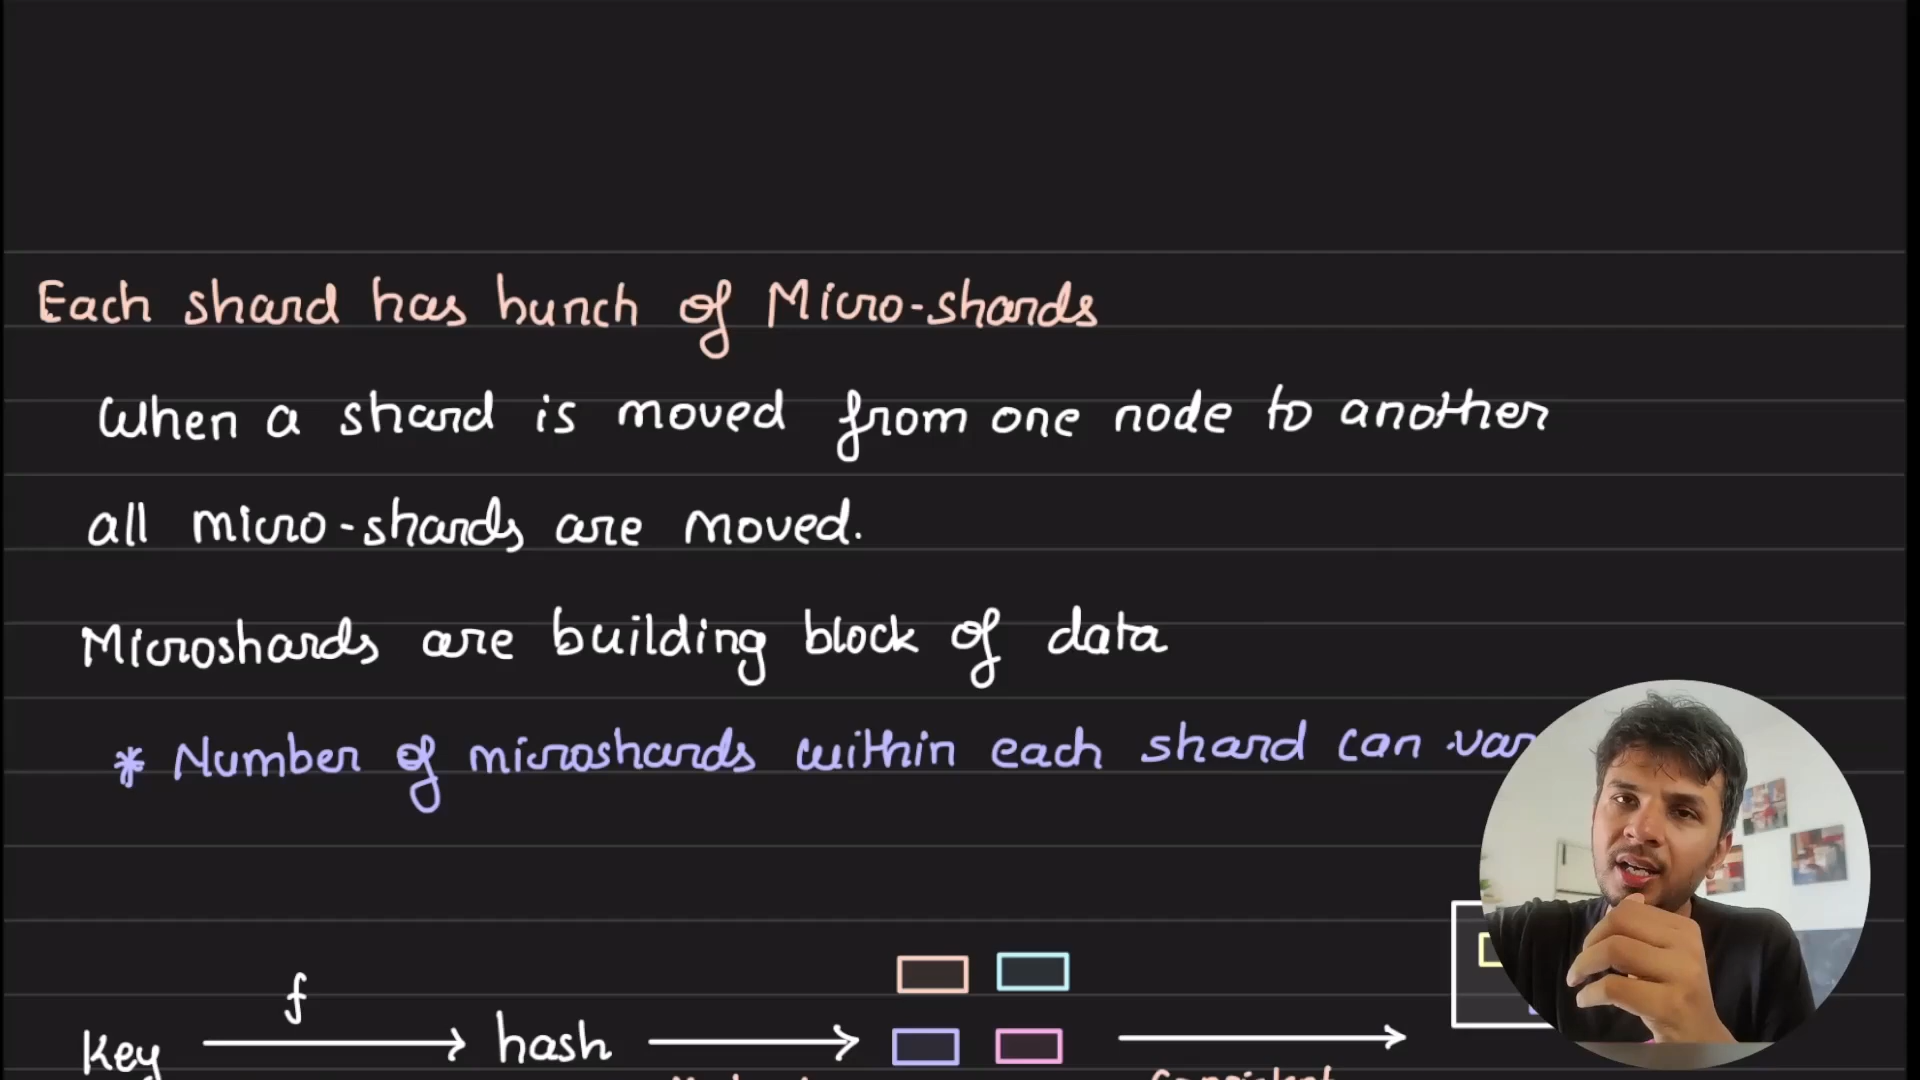 Each shard has bunch of Micro-shards
When a shard is moved from one node to another
all micro-shards are moved.
Microshards are building block of data
* Number of microshards within each shard can
f
Key hash